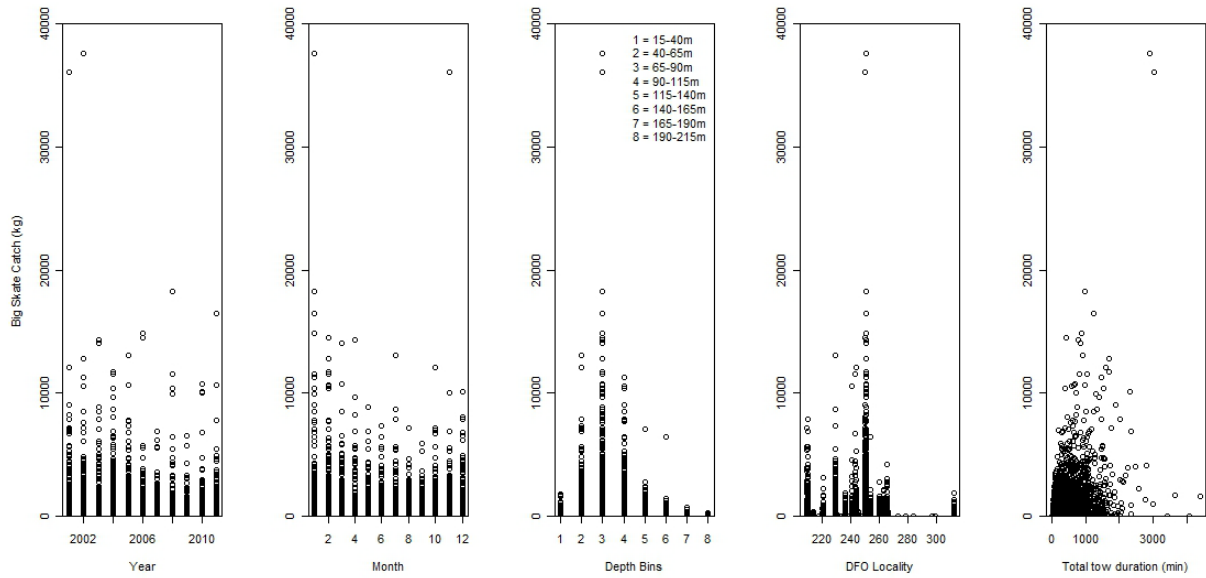 Big Skate Catch (kg)
0 10000 20000 30000 40000
2002 2006 2010
Year
0 10000 20000 30000 40000
2 4 6 8 10 12
Month
0 10000 20000 30000 40000
1 = 15-40m
2 = 40-65m
3 = 65-90m
4 = 90-115m
5 = 115-140m
6 = 140-165m
7 = 165-190m
8 = 190-215m
1 2 3 4 5 6 7 8
Depth Bins
0 10000 20000 30000 40000
220 260 300
DFO Locality
0 10000 20000 30000 40000
0 1000 3000
Total tow duration (min)